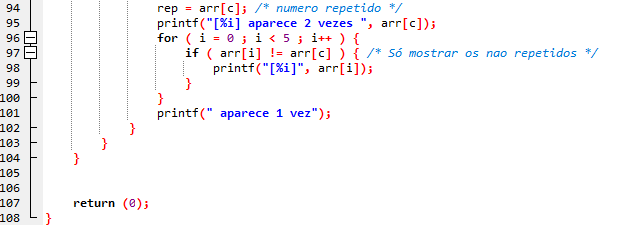 94 rep = arr[c]; /* numero repetido */
95 printf("[%i] aparece 2 vezes ", arr[c]);
96 for ( i = 0 ; i < 5 ; i++ ) {
97 if ( arr[i] != arr[c] ) { /* Só mostrar os nao repetidos */
98 printf("[%i]", arr[i]);
99 }
100 }
101 printf(" aparece 1 vez");
102 }
103 }
104 }
105
106
107 return (0);
108 }